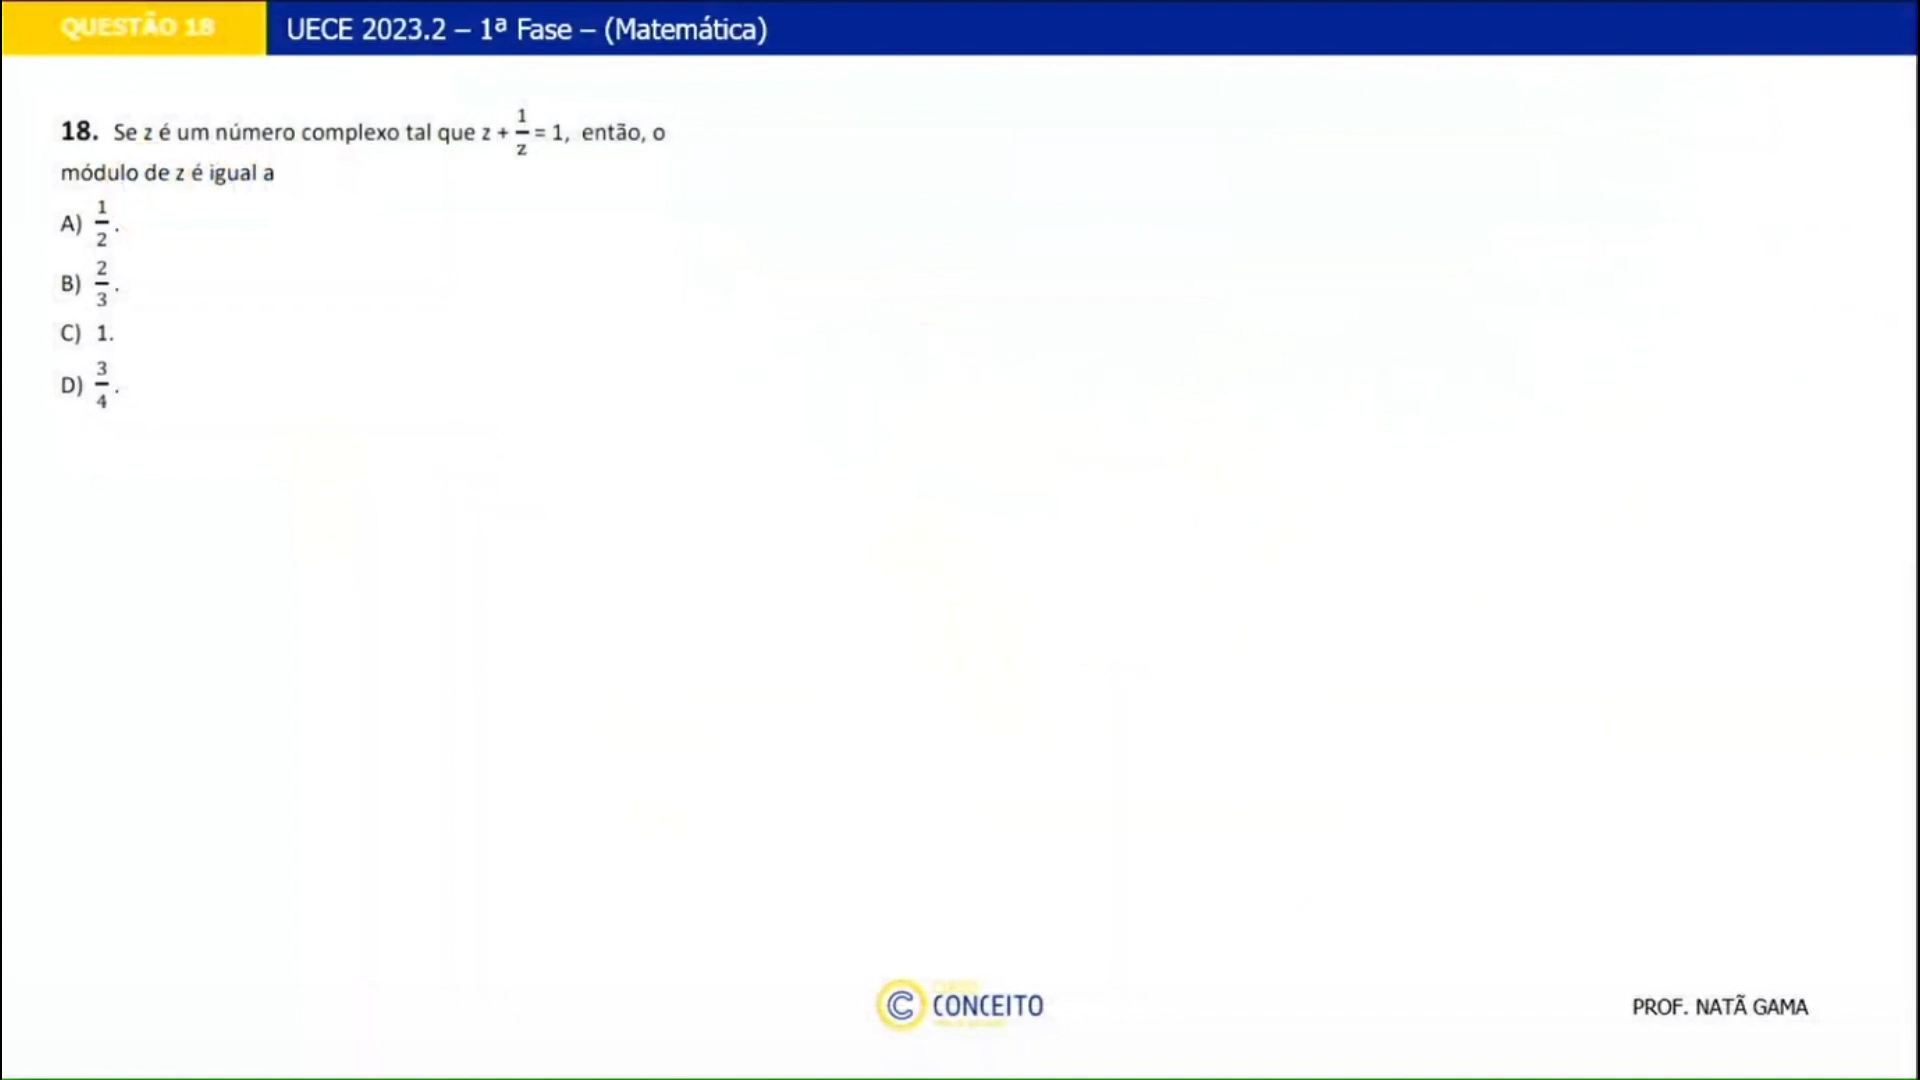 QUESTÃO 18
UECE 2023.2 – 1ª Fase – (Matemática)
18. Se z é um número complexo tal que z + 1/z = 1, então, o
módulo de z é igual a
A) 1/2.
B) 2/3.
C) 1.
D) 3/4.
CONCEITO
PROF. NATÃ GAMA